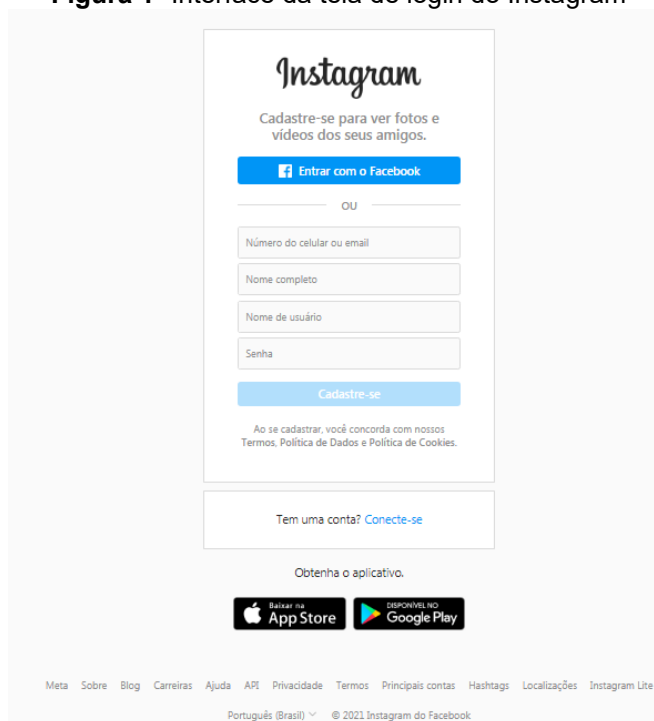 Figura 1- Interface da tela de login do Instagram
Instagram
Cadastre-se para ver fotos e
vídeos dos seus amigos.
Entrar com o Facebook
OU
Número do celular ou email
Nome completo
Nome de usuário
Senha
Cadastre-se
Ao se cadastrar, você concorda com nossos
Termos, Política de Dados e Política de Cookies.
Tem uma conta? Conecte-se
Obtenha o aplicativo.
Baixar na
App Store
DISPONÍVEL NO
Google Play
Meta Sobre Blog Carreiras Ajuda API Privacidade Termos Principais contas Hashtags Localizações Instagram Lite
Português (Brasil) © 2021 Instagram do Facebook